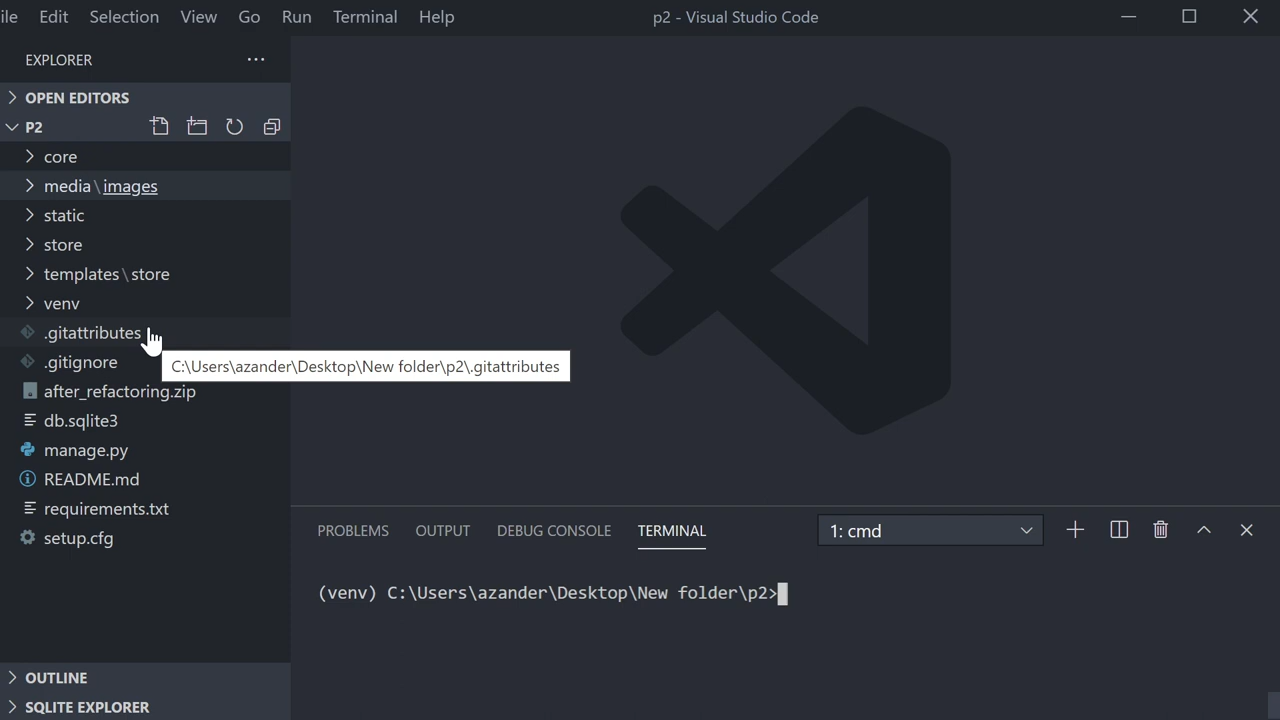 ile Edit Selection View Go Run Terminal Help p2 - Visual Studio Code
EXPLORER
OPEN EDITORS
P2
core
media\images
static
store
templates\store
venv
.gitattributes
.gitignore
C:\Users\azander\Desktop\New folder\p2\.gitattributes
after_refactoring.zip
db.sqlite3
manage.py
README.md
requirements.txt
setup.cfg
OUTLINE
SQLITE EXPLORER
PROBLEMS OUTPUT DEBUG CONSOLE TERMINAL 1: cmd
(venv) C:\Users\azander\Desktop\New folder\p2>